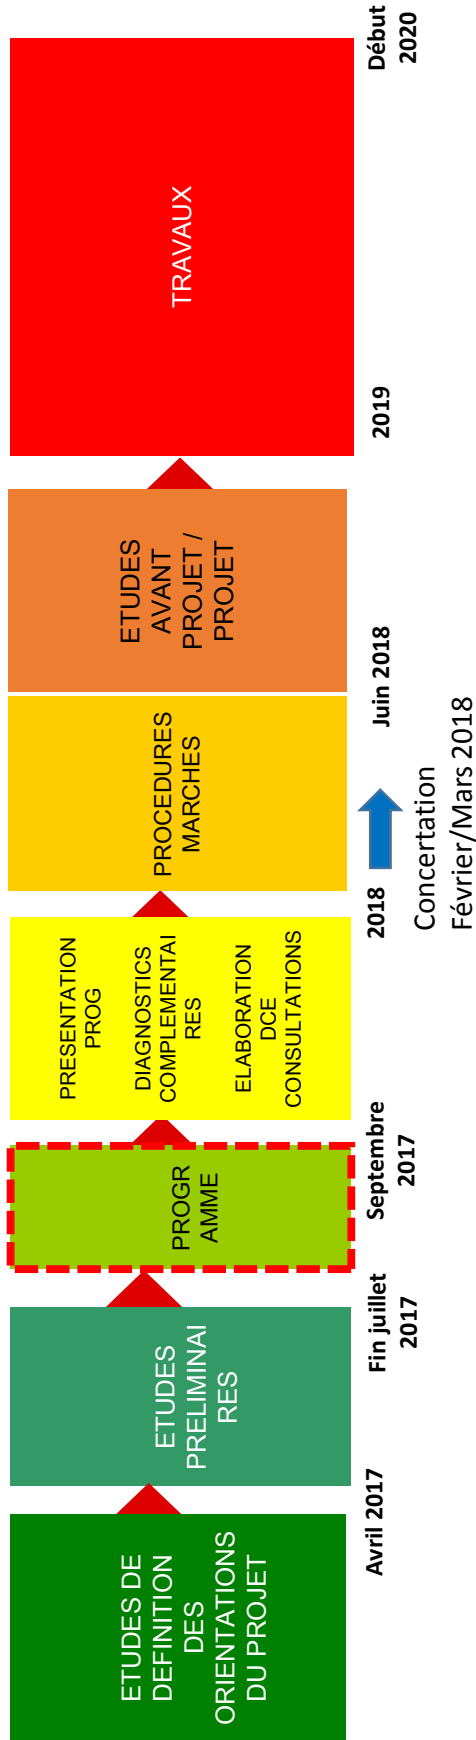 ETUDES DE
DEFINITION
DES
ORIENTATIONS
DU PROJET
Avril 2017
ETUDES
PRELIMINAI
RES
Fin juillet
2017
PROGR
AMME
Septembre
2017
PRESENTATION
PROG
DIAGNOSTICS
COMPLEMENTAI
RES
ELABORATION
DCE
CONSULTATIONS
2018
Concertation
Février/Mars 2018
PROCEDURES
MARCHES
Juin 2018
ETUDES
AVANT
PROJET /
PROJET
2019
TRAVAUX
Début
2020